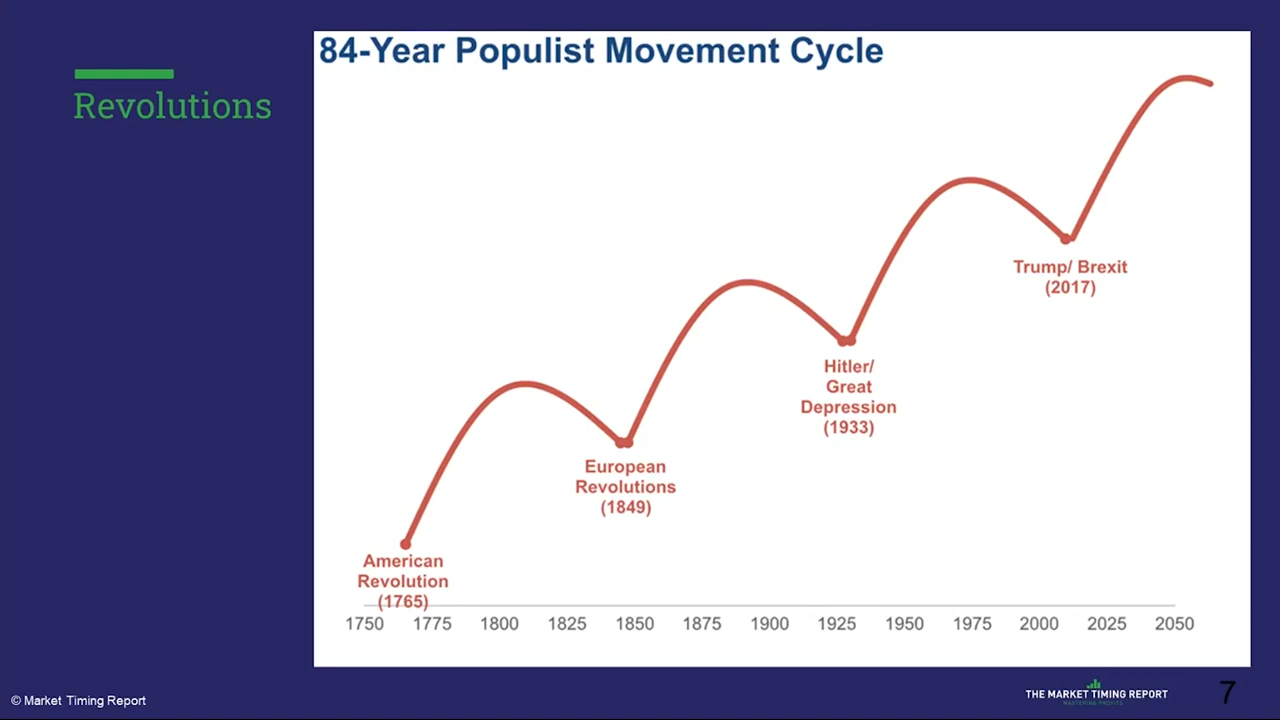 84-Year Populist Movement Cycle
Revolutions
Trump/ Brexit
(2017)
Hitler/
Great
Depression
(1933)
European
Revolutions
(1849)
American
Revolution
(1765)
1750 1775 1800 1825 1850 1875 1900 1925 1950 1975 2000 2025 2050
© Market Timing Report
THE MARKET TIMING REPORT
MASTERING PROFITS
7